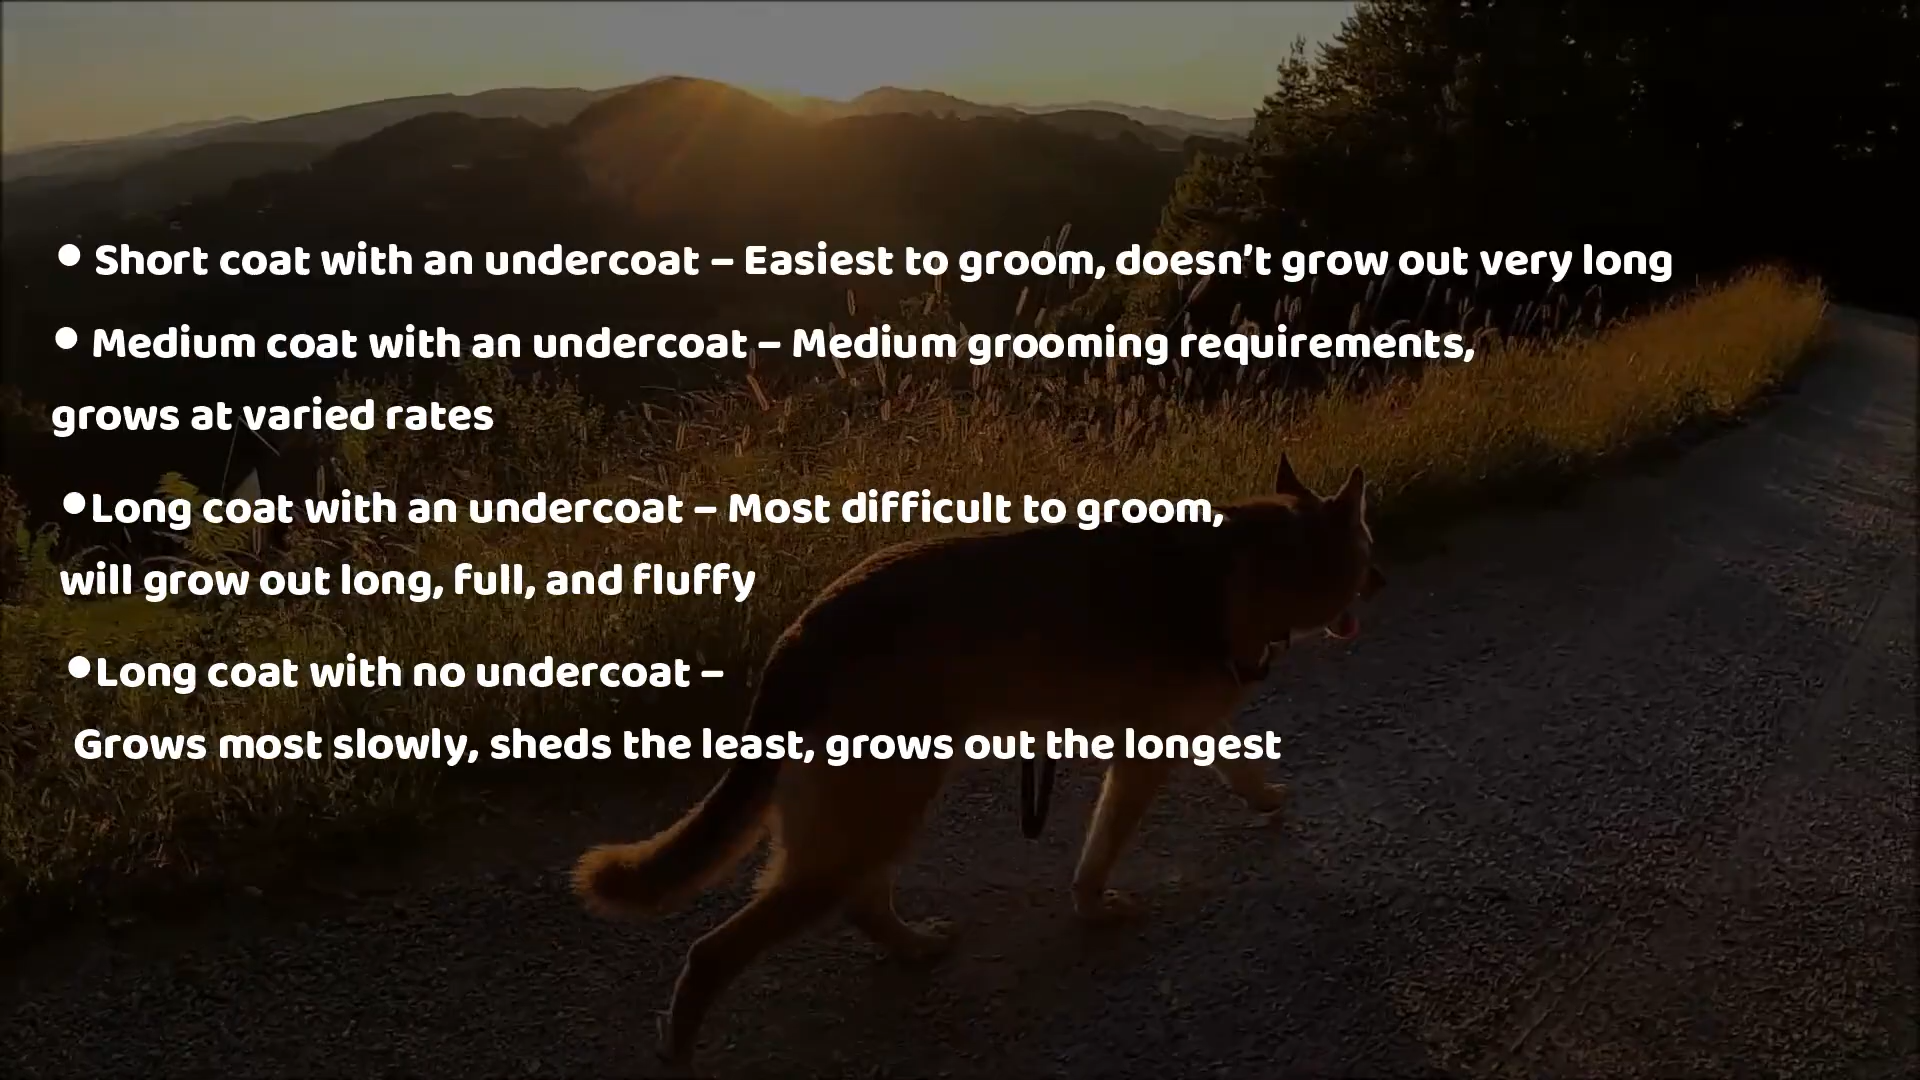 • Short coat with an undercoat – Easiest to groom, doesn't grow out very long
• Medium coat with an undercoat – Medium grooming requirements,
grows at varied rates
•Long coat with an undercoat – Most difficult to groom,
will grow out long, full, and fluffy
•Long coat with no undercoat –
Grows most slowly, sheds the least, grows out the longest